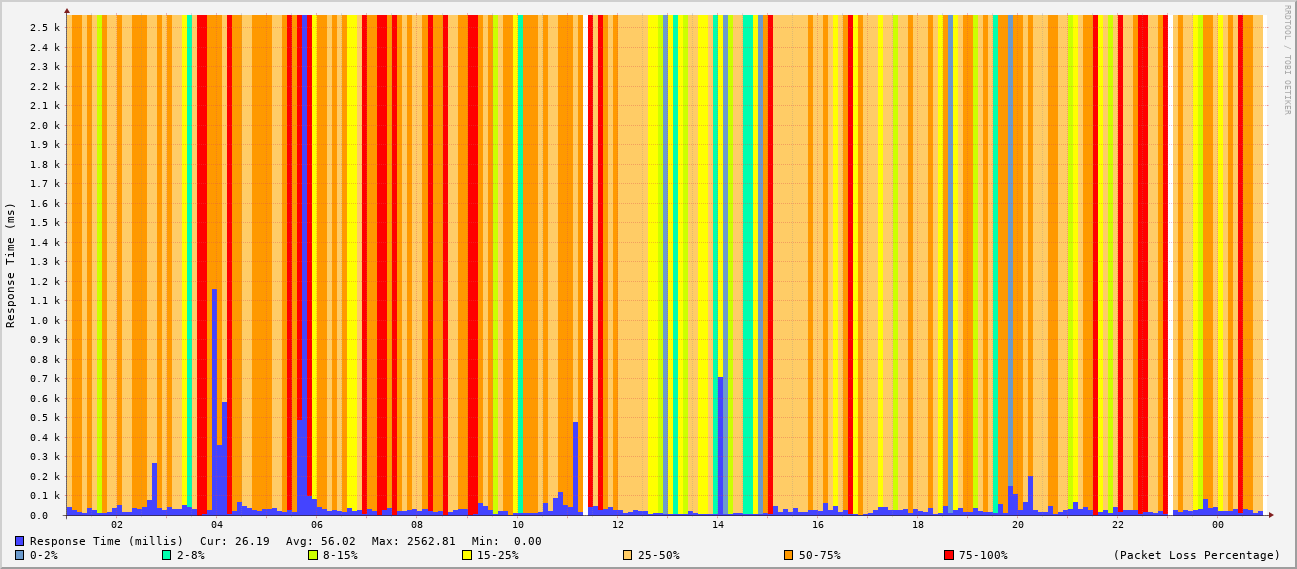 RRDTOOL / TOBI OETIKER
Response Time (ms)
2.5 k
2.4 k
2.3 k
2.2 k
2.1 k
2.0 k
1.9 k
1.8 k
1.7 k
1.6 k
1.5 k
1.4 k
1.3 k
1.2 k
1.1 k
1.0 k
0.9 k
0.8 k
0.7 k
0.6 k
0.5 k
0.4 k
0.3 k
0.2 k
0.1 k
0.0
02 04 06 08 10 12 14 16 18 20 22 00
Response Time (millis) Cur: 26.19 Avg: 56.02 Max: 2562.81 Min: 0.00
0-2% 2-8% 8-15% 15-25% 25-50% 50-75% 75-100% (Packet Loss Percentage)